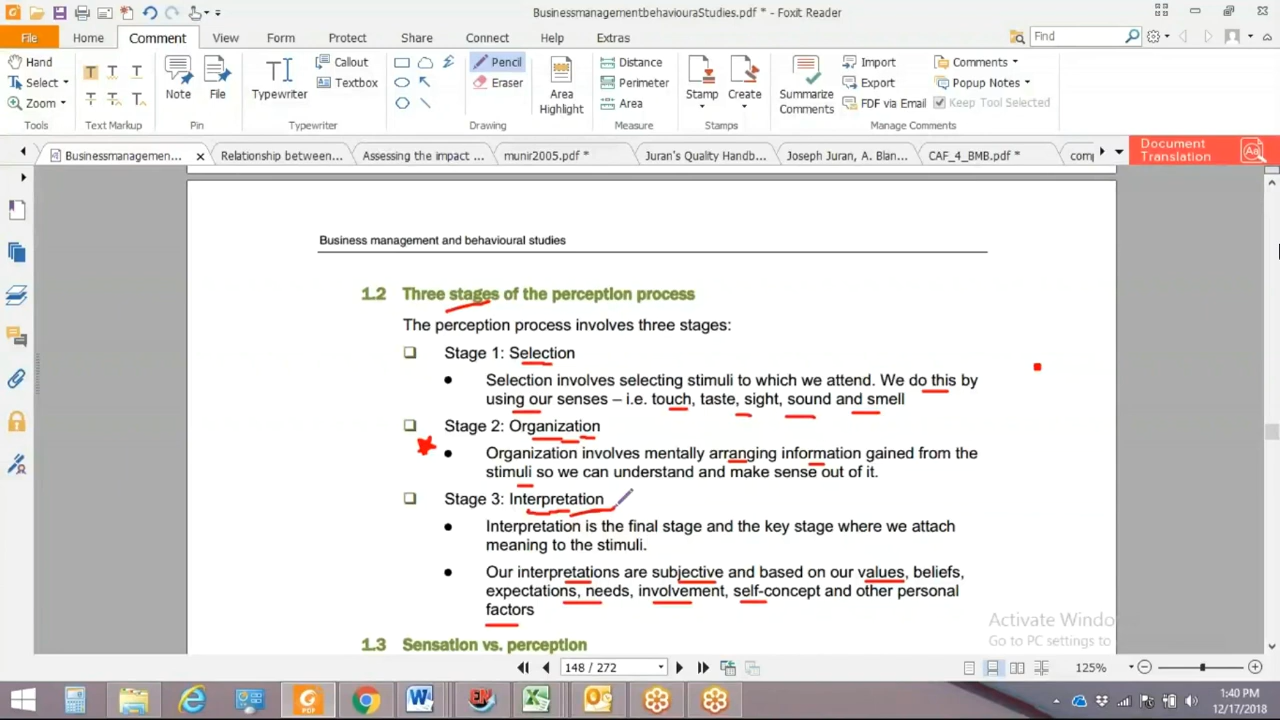 BusinessmanagementbehaviouraStudies.pdf * - Foxit Reader
File Home Comment View Form Protect Share Connect Help Extras Find
Hand Select Zoom Tools
T T T T T T Text Markup
Note File Pin
Typewriter Callout Textbox Typewriter
Pencil Eraser Area Highlight Drawing
Distance Perimeter Area Measure
Stamp Create Stamps
Summarize Comments Import Export FDF via Email Comments Popup Notes Keep Tool Selected Manage Comments
Businessmanagemen... Relationship between... Assessing the impact ... munir2005.pdf * Juran's Quality Handb... Joseph Juran, A Blan... CAF_4_BMB.pdf * comp
Document Translation
Business management and behavioural studies
1.2 Three stages of the perception process
The perception process involves three stages:
Stage 1: Selection
Selection involves selecting stimuli to which we attend. We do this by
using our senses – i.e. touch, taste, sight, sound and smell
Stage 2: Organization
Organization involves mentally arranging information gained from the
stimuli so we can understand and make sense out of it.
Stage 3: Interpretation
Interpretation is the final stage and the key stage where we attach
meaning to the stimuli.
Our interpretations are subjective and based on our values, beliefs,
expectations, needs, involvement, self-concept and other personal
factors
1.3 Sensation vs. perception
Activate Windo
Go to PC settings to
148 / 272 125%
1:40 PM
12/17/2018